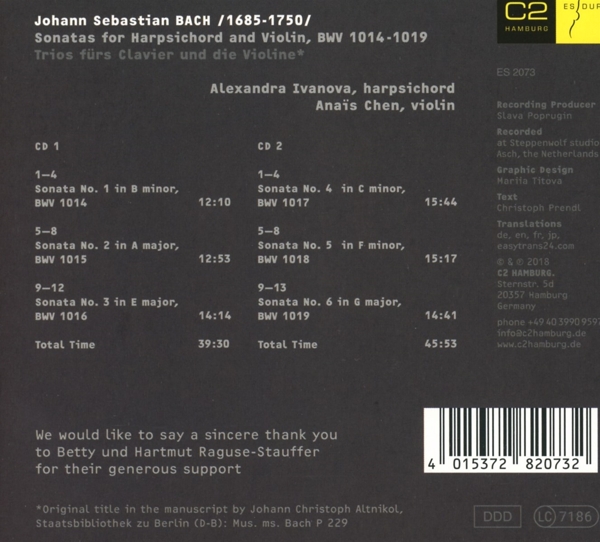 Johann Sebastian BACH /1685-1750/
Sonatas for Harpsichord and Violin, BWV 1014-1019
Trios fürs Clavier und die Violine*
Alexandra Ivanova, harpsichord
Anaïs Chen, violin
CD 1
1–4
Sonata No. 1 in B minor,
BWV 1014 12:10
5–8
Sonata No. 2 in A major,
BWV 1015 12:53
9–12
Sonata No. 3 in E major,
BWV 1016 14:14
Total Time 39:30
CD 2
1–4
Sonata No. 4 in C minor,
BWV 1017 15:44
5–8
Sonata No. 5 in F minor,
BWV 1018 15:17
9–13
Sonata No. 6 in G major,
BWV 1019 14:41
Total Time 45:53
We would like to say a sincere thank you
to Betty und Hartmut Raguse-Stauffer
for their generous support
*Original title in the manuscript by Johann Christoph Altnikol,
Staatsbibliothek zu Berlin (D-B): Mus. ms. Bach P 229
C2
HAMBURG
ES DUR
ES 2073
Recording Producer
Slava Poprugin
Recorded
at Steppenwolf studio
Asch, the Netherlands
Graphic Design
Mariia Titova
Text
Christoph Prendl
Translations
de, en, fr, jp,
easytrans24.com
℗ & © 2018
C2 HAMBURG.
Sternstr. 5d
20357 Hamburg
Germany
phone +49 40 3990 9597
info@c2hamburg.de
www.c2hamburg.de
4 015372 820732
DDD
LC 7186